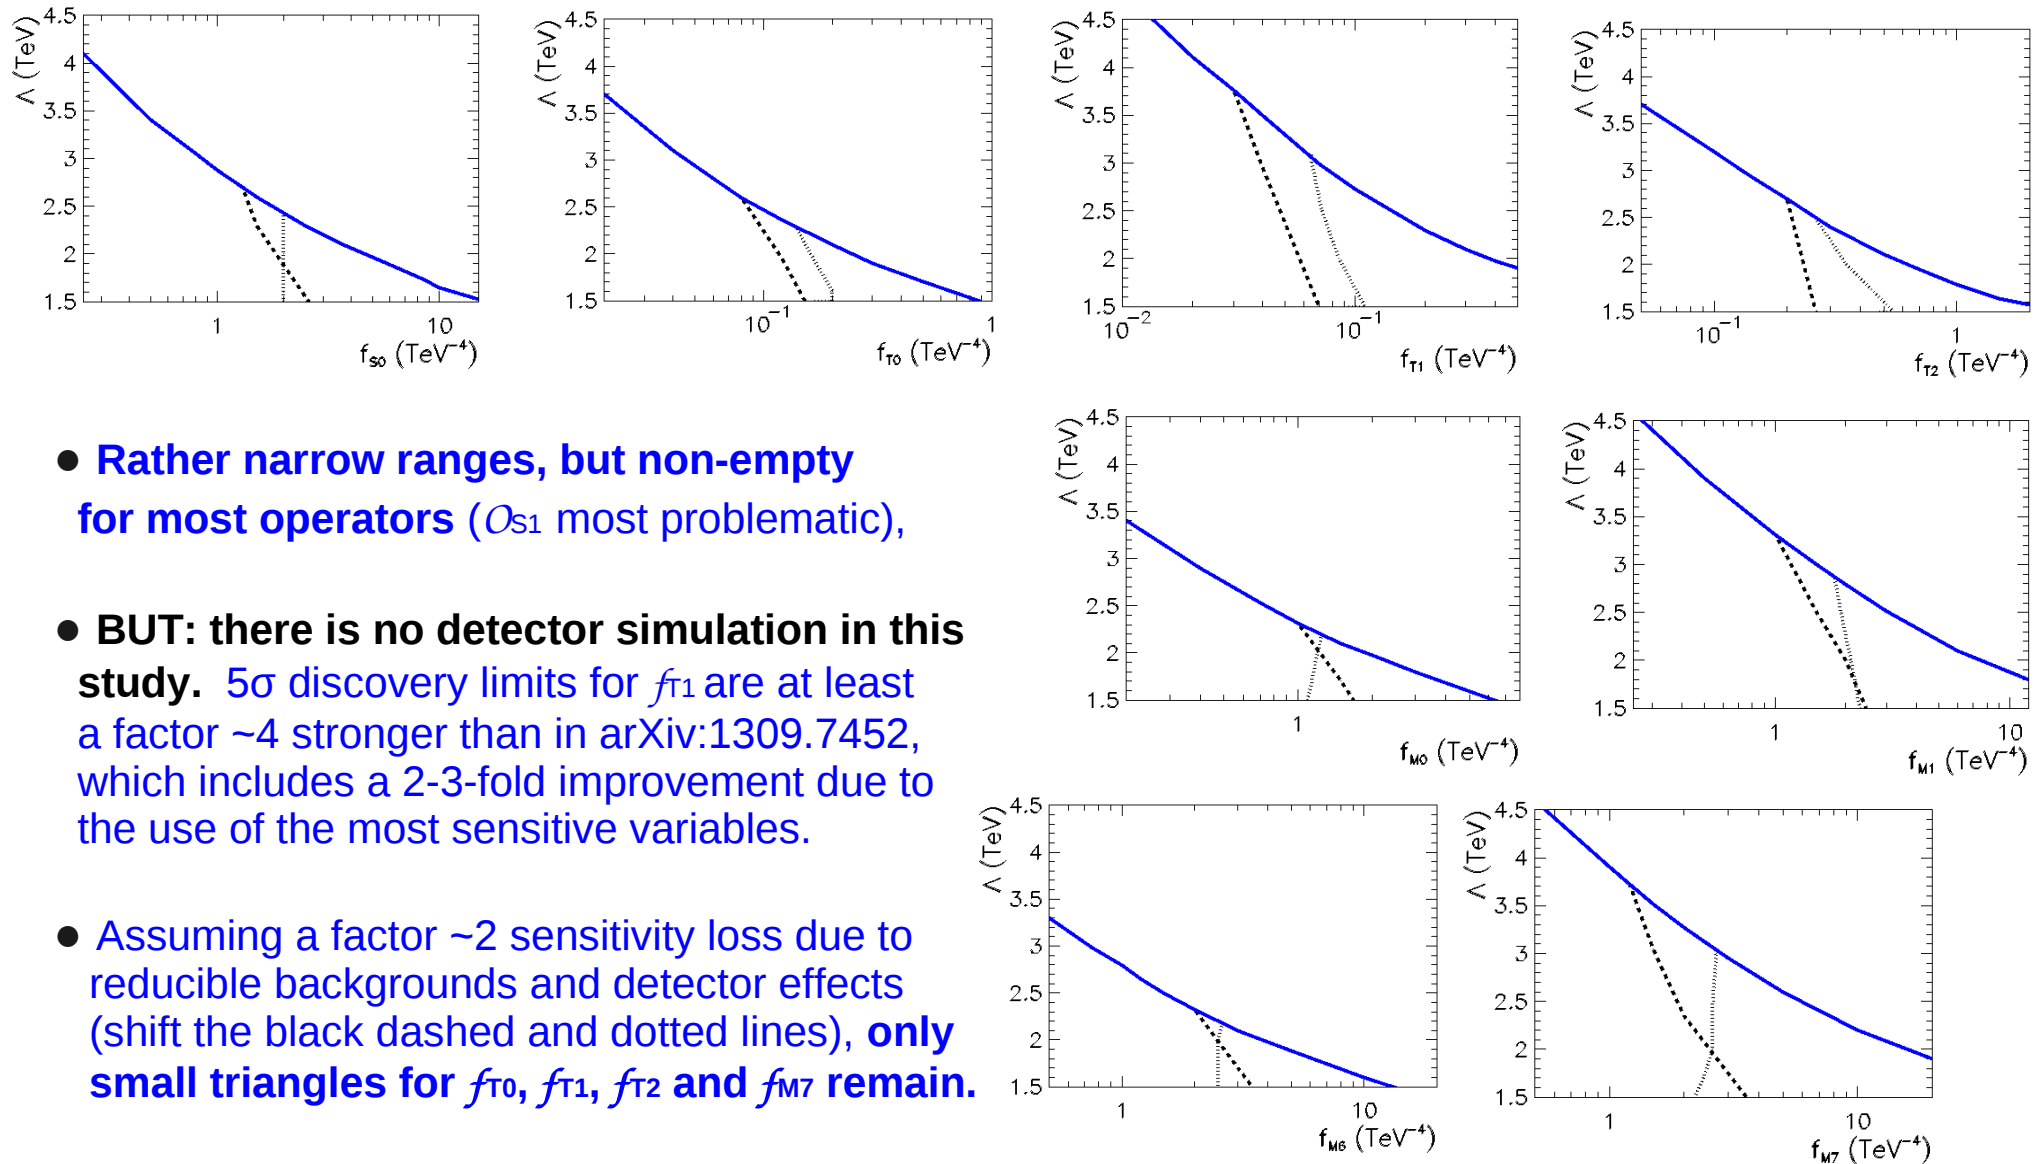 4.5
4
3.5
3
2.5
2
1.5
Λ (TeV)
1
10
f_S0 (TeV⁻⁴)
4.5
4
3.5
3
2.5
2
1.5
Λ (TeV)
10⁻¹
1
f_T0 (TeV⁻⁴)
4.5
4
3.5
3
2.5
2
1.5
Λ (TeV)
10⁻²
10⁻¹
f_T1 (TeV⁻⁴)
4.5
4
3.5
3
2.5
2
1.5
Λ (TeV)
10⁻¹
1
f_T2 (TeV⁻⁴)
● Rather narrow ranges, but non-empty
for most operators (𝒪S1 most problematic),
● BUT: there is no detector simulation in this
study. 5σ discovery limits for fT1 are at least
a factor ~4 stronger than in arXiv:1309.7452,
which includes a 2-3-fold improvement due to
the use of the most sensitive variables.
● Assuming a factor ~2 sensitivity loss due to
reducible backgrounds and detector effects
(shift the black dashed and dotted lines), only
small triangles for fT0, fT1, fT2 and fM7 remain.
4.5
4
3.5
3
2.5
2
1.5
Λ (TeV)
1
f_M0 (TeV⁻⁴)
4.5
4
3.5
3
2.5
2
1.5
Λ (TeV)
1
10
f_M1 (TeV⁻⁴)
4.5
4
3.5
3
2.5
2
1.5
Λ (TeV)
1
10
f_M6 (TeV⁻⁴)
4.5
4
3.5
3
2.5
2
1.5
Λ (TeV)
1
10
f_M7 (TeV⁻⁴)